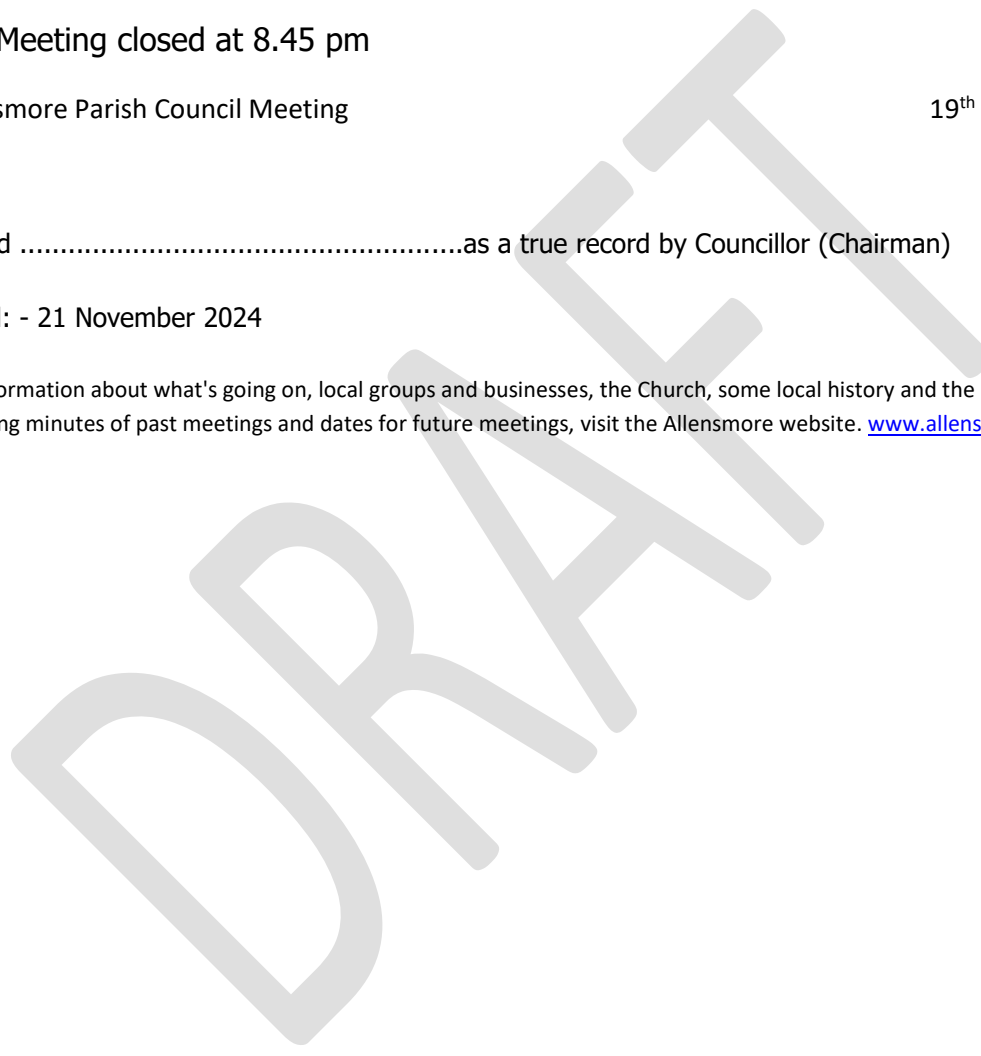 Meeting closed at 8.45 pm
smore Parish Council Meeting 19th
d ........................................................as a true record by Councillor (Chairman)
: - 21 November 2024
ormation about what's going on, local groups and businesses, the Church, some local history and the
ng minutes of past meetings and dates for future meetings, visit the Allensmore website. www.allens
DRAFT